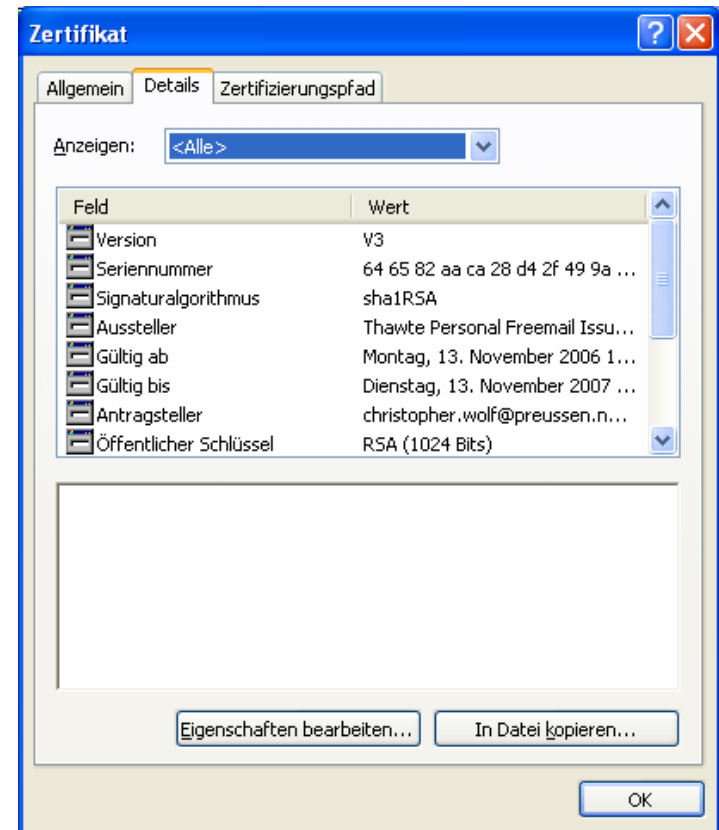 Zertifikat
Allgemein Details Zertifizierungspfad
Anzeigen: <Alle>
Feld Wert
Version V3
Seriennummer 64 65 82 aa ca 28 d4 2f 49 9a ...
Signaturalgorithmus sha1RSA
Aussteller Thawte Personal Freemail Issu...
Gültig ab Montag, 13. November 2006 1...
Gültig bis Dienstag, 13. November 2007 ...
Antragsteller christopher.wolf@preussen.n...
Öffentlicher Schlüssel RSA (1024 Bits)
Eigenschaften bearbeiten... In Datei kopieren...
OK